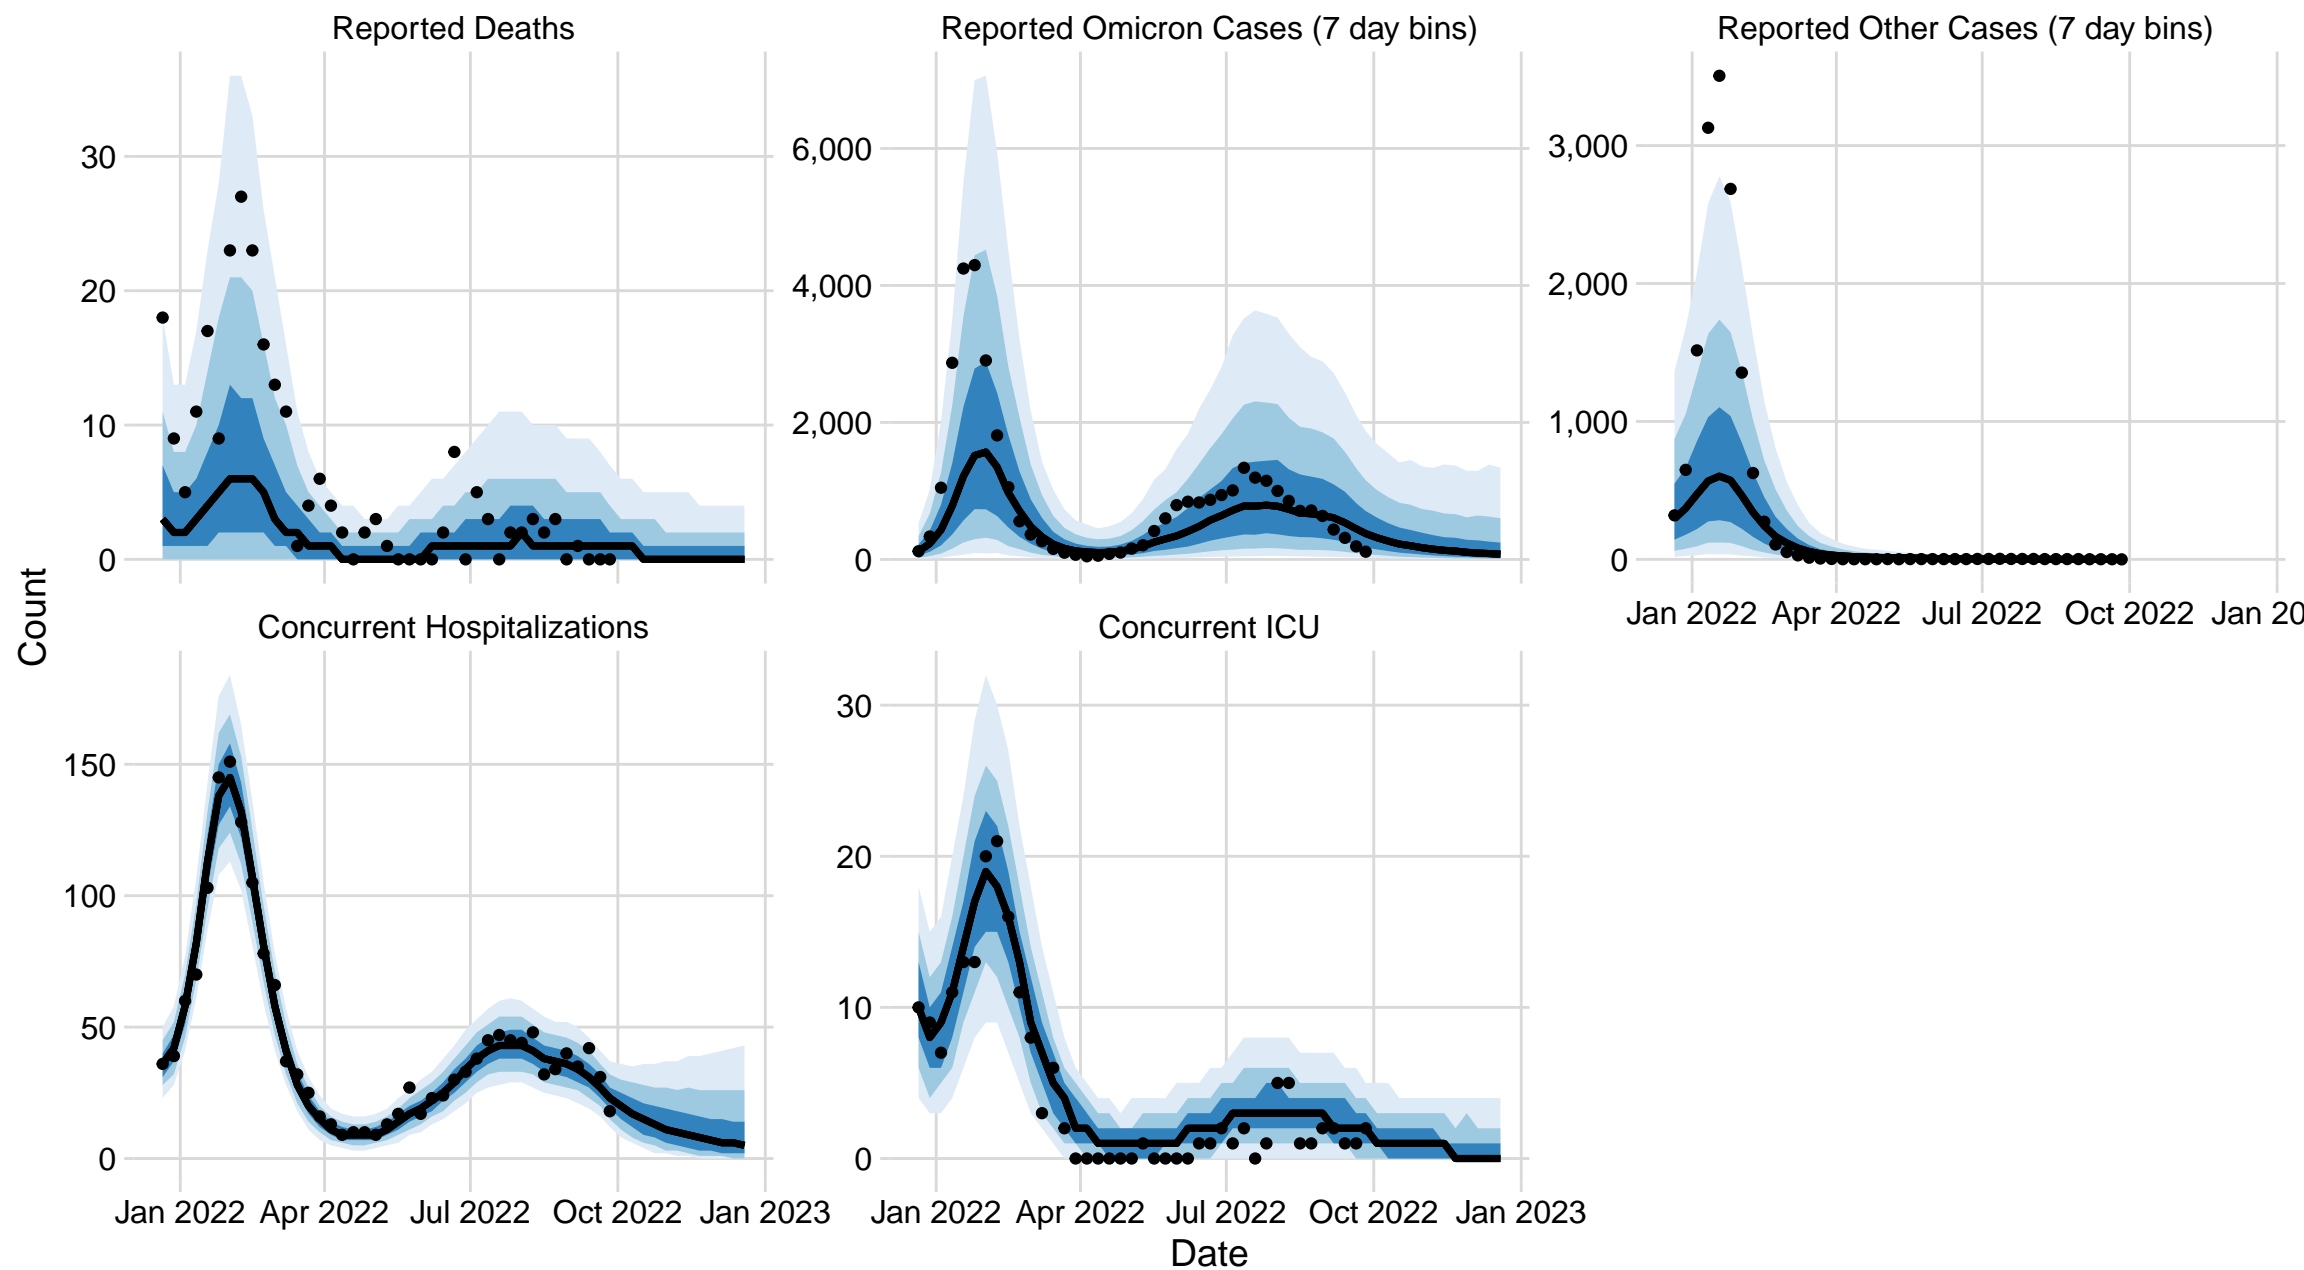 Reported Deaths
Reported Omicron Cases (7 day bins)
Reported Other Cases (7 day bins)
30
20
10
0
6,000
4,000
2,000
0
3,000
2,000
1,000
0
Jan 2022 Apr 2022 Jul 2022 Oct 2022 Jan 20
Count
Concurrent Hospitalizations
Concurrent ICU
150
100
50
0
30
20
10
0
Jan 2022 Apr 2022 Jul 2022 Oct 2022 Jan 2023
Jan 2022 Apr 2022 Jul 2022 Oct 2022 Jan 2023
Date